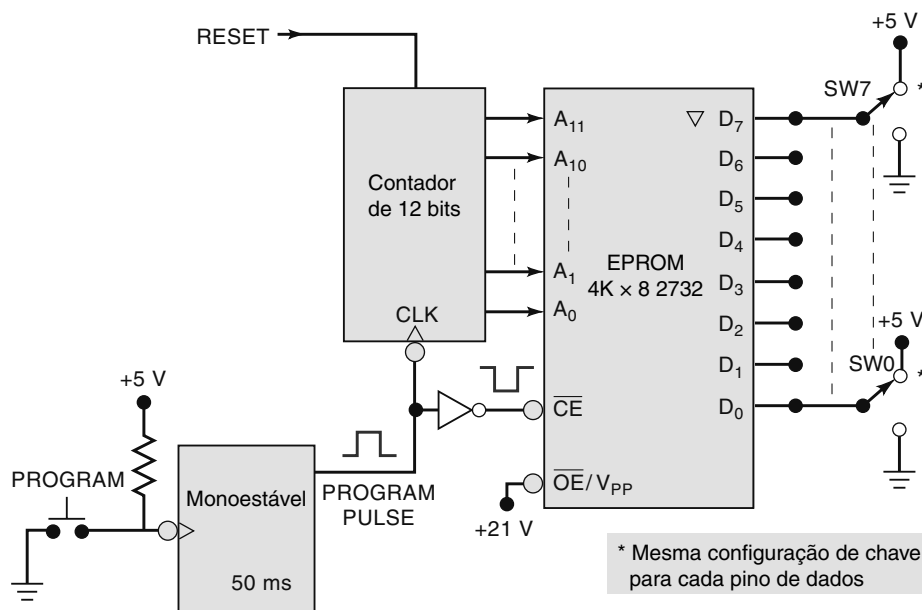 +5 V
RESET
SW7
*
A11
D7
A10
D6
Contador
de 12 bits
D5
D4
EPROM
4K × 8 2732
A1
D3
A0
D2
+5 V
CLK
D1
SW0
*
+5 V
CE
D0
PROGRAM
Monoestável
PROGRAM
PULSE
OE/VPP
+21 V
50 ms
* Mesma configuração de chave
para cada pino de dados